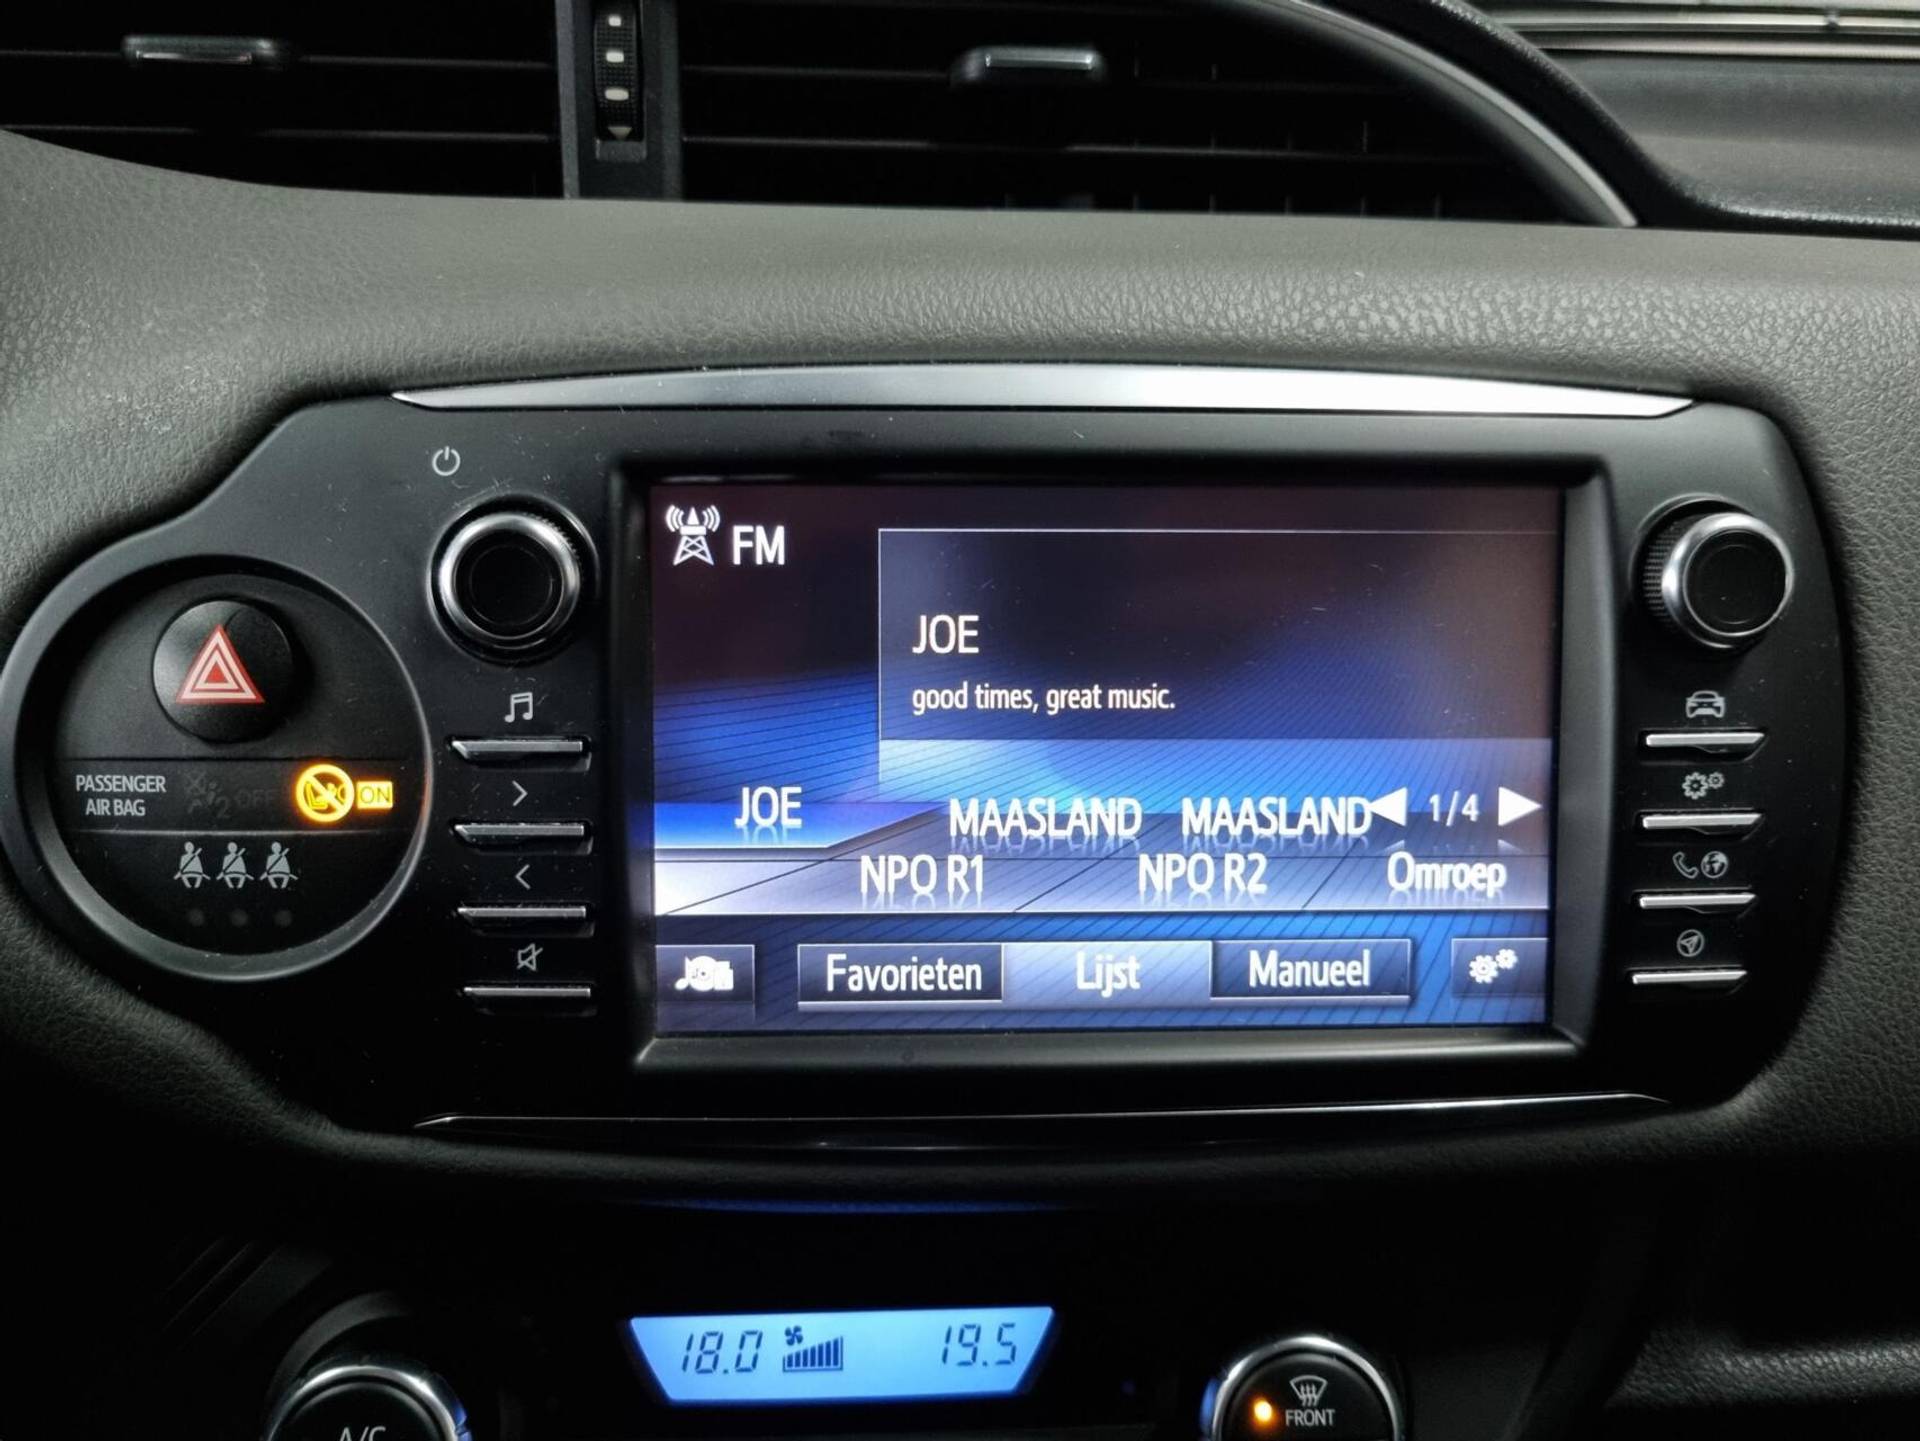 FM
JOE
good times, great music.
JOE
MAASLAND
MAASLAND
1/4
NPO R1
NPO R2
Omroep
Favorieten
Lijst
Manueel
PASSENGER
AIR BAG
2 OFF
ON
18.0
19.5
A/C
FRONT